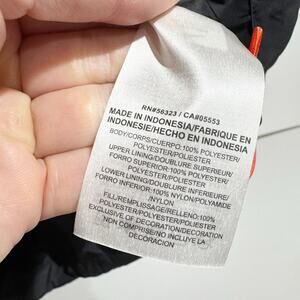 RN#56323 / CA#05553
MADE IN INDONESIA/FABRIQUE EN
INDONESIE/HECHO EN INDONESIA
BODY/CORPS/CUERPO:100% POLYESTER/
POLYESTER/POLIESTER
UPPER LINING/DOUBLURE SUPERIEUR/
FORRO SUPERIOR:100% POLYESTER/
POLYESTER/POLIESTER
LOWER LINING/DOUBLURE INFERIEUR/
FORRO INFERIOR:100% NYLON/POLYAMIDE
/NYLON
FILL/REMPLISSAGE/RELLENO:100%
POLYESTER/POLYESTER/POLIESTER
EXCLUSIVE OF DECORATION/DECORATION
NON COMPRISE/NO INCLUYE LA
DECORACION